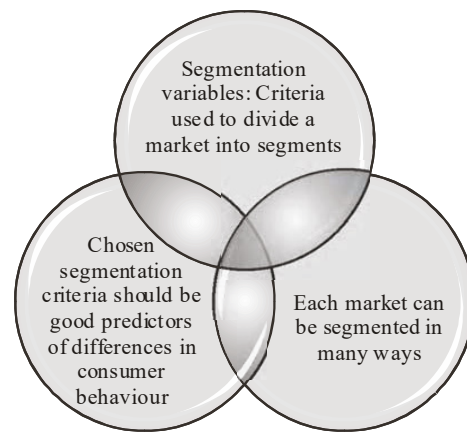 Segmentation
variables: Criteria
used to divide a
market into segments
Chosen
segmentation
criteria should be
good predictors
of differences in
consumer
behaviour
Each market can
be segmented in
many ways